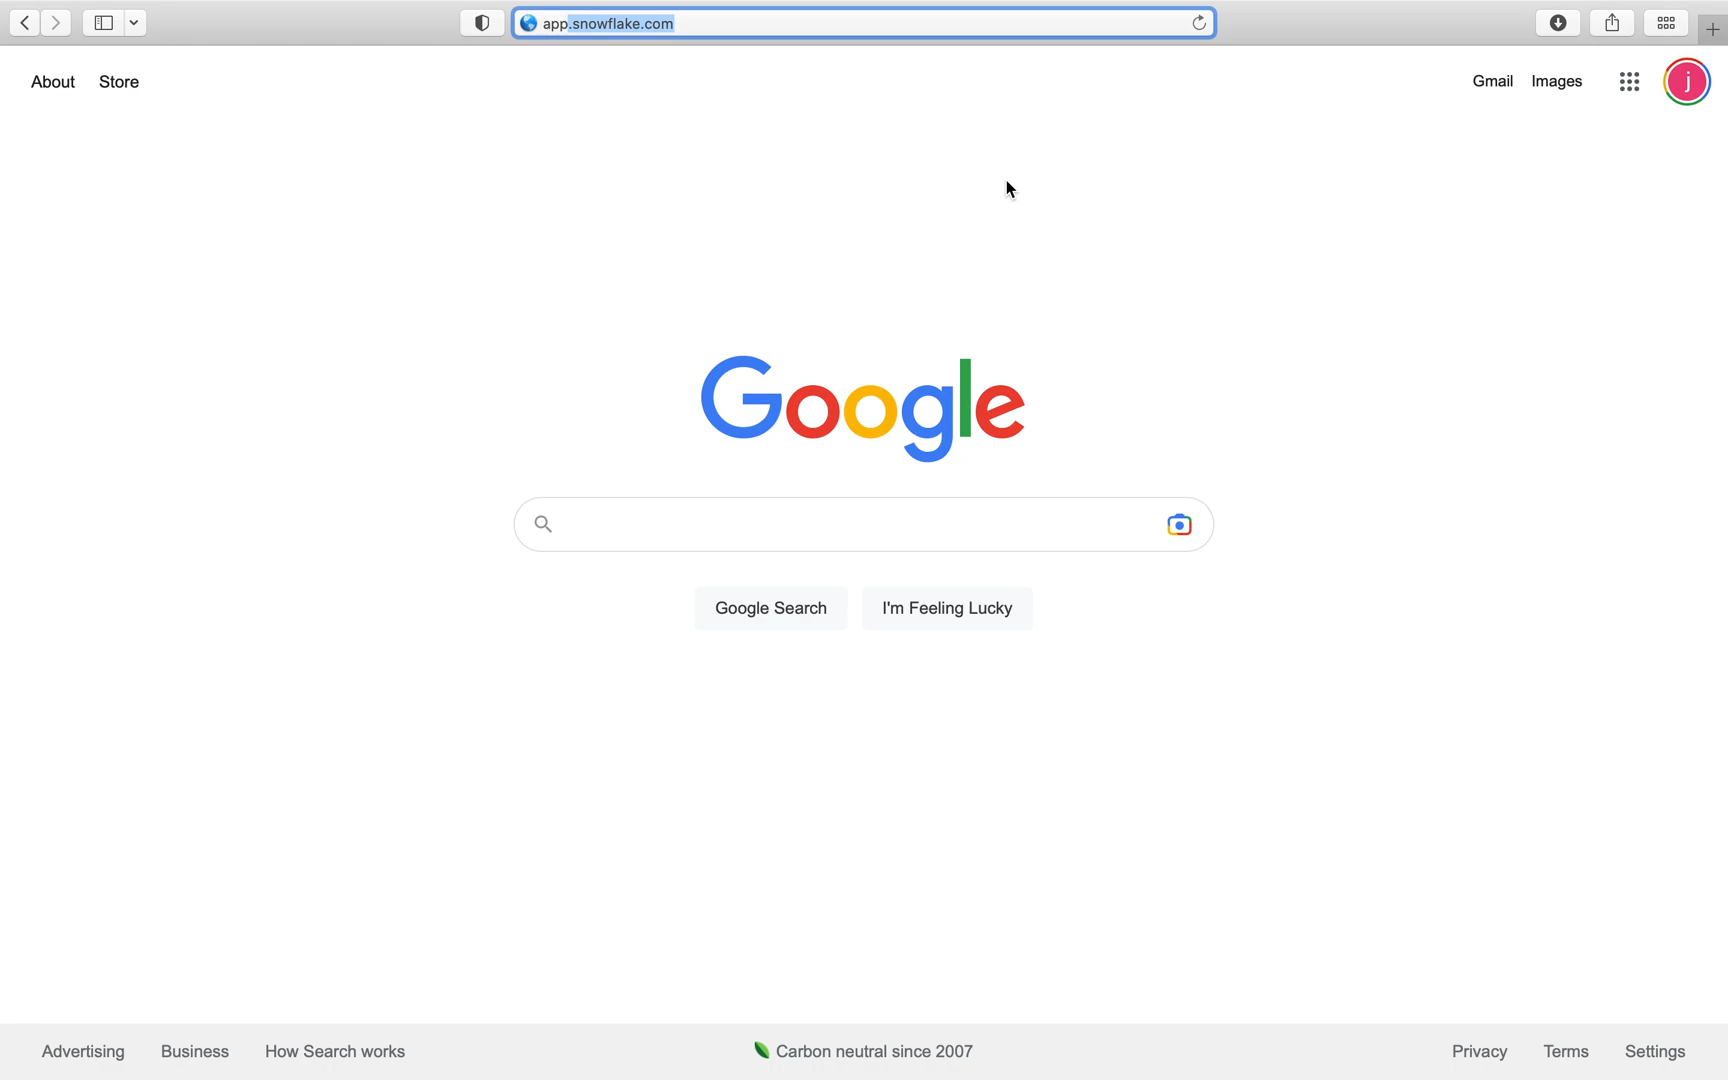 app.snowflake.com
About Store
Gmail Images
j
Google
Google Search I'm Feeling Lucky
Advertising Business How Search works
Carbon neutral since 2007
Privacy Terms Settings